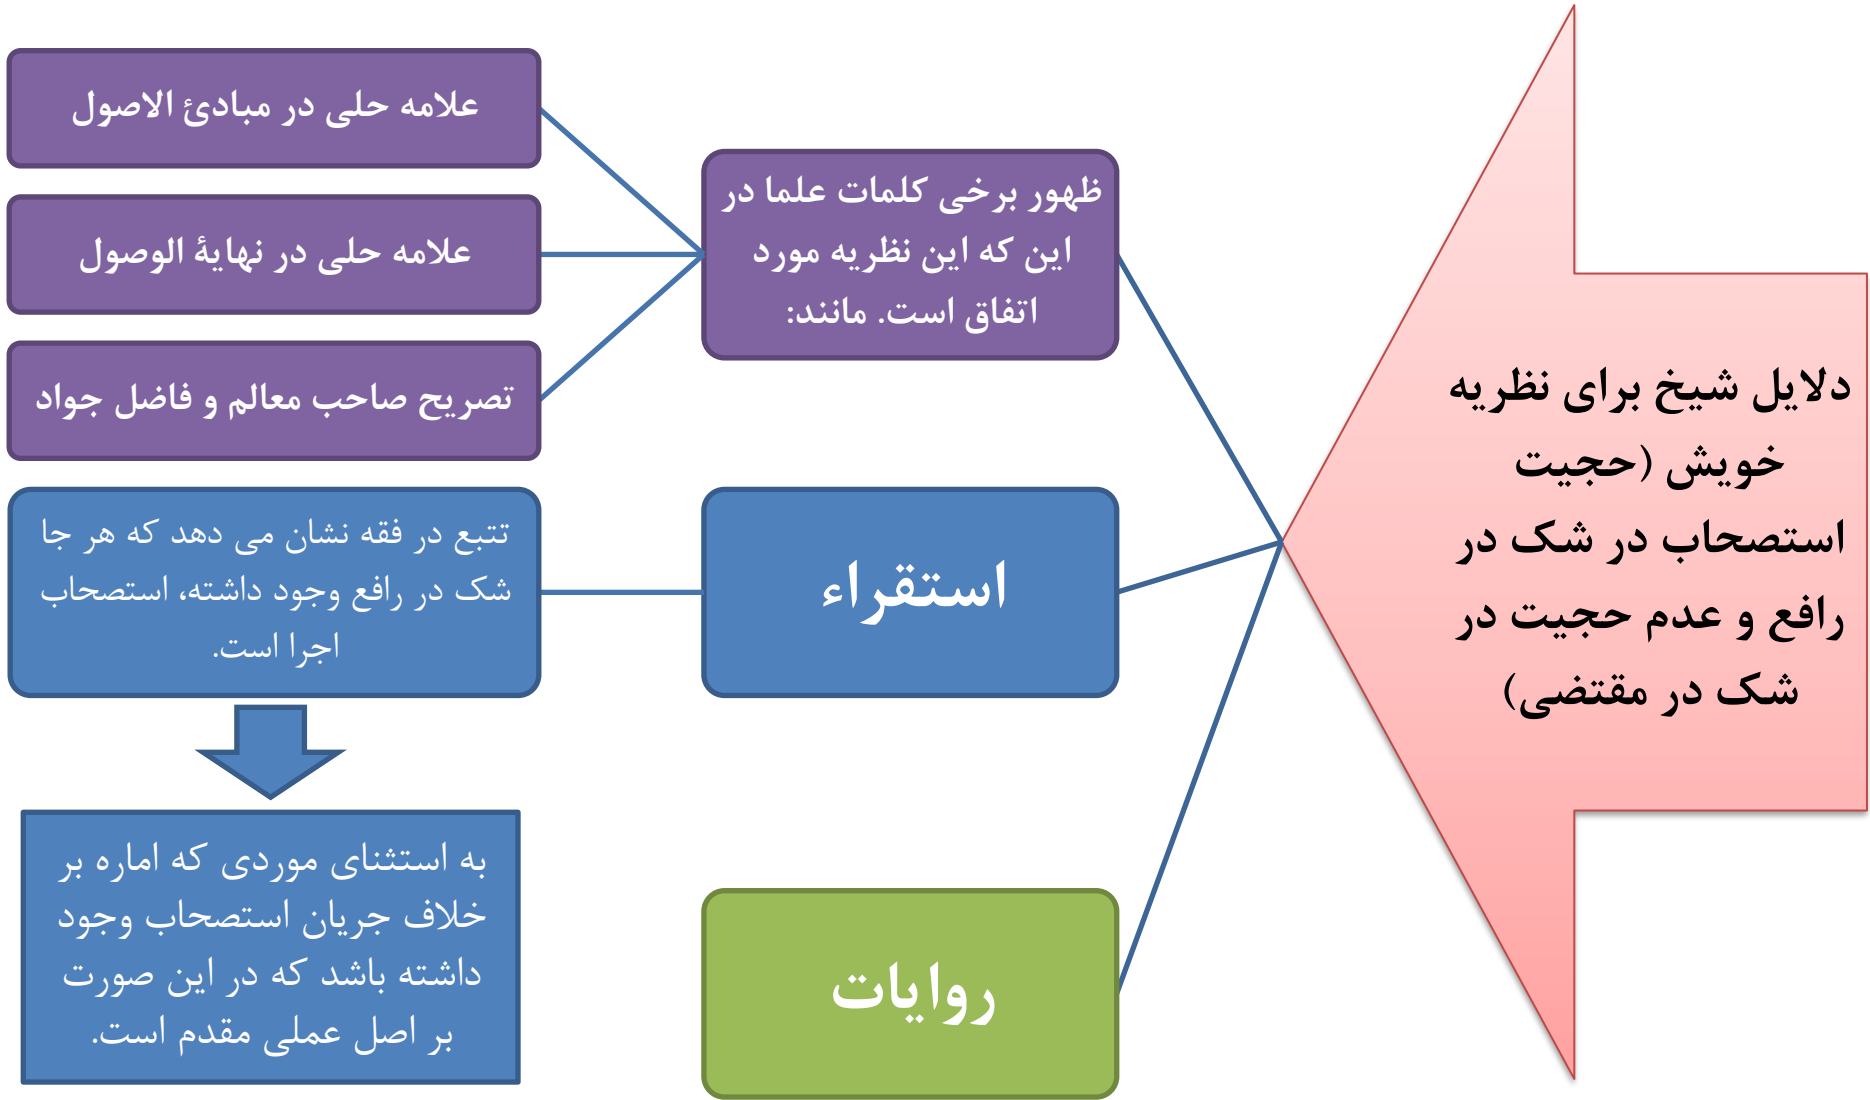 دلایل شیخ برای نظریه
خویش (حجیت
استصحاب در شک در
رافع و عدم حجیت در
شک در مقتضی)
ظهور برخی کلمات علما در
این که این نظریه مورد
اتفاق است. مانند:
علامه حلی در مبادئ الاصول
علامه حلی در نهایة الوصول
تصریح صاحب معالم و فاضل جواد
استقراء
تتبع در فقه نشان می دهد که هر جا
شک در رافع وجود داشته، استصحاب
اجرا است.
به استثنای موردی که اماره بر
خلاف جریان استصحاب وجود
داشته باشد که در این صورت
بر اصل عملی مقدم است.
روایات